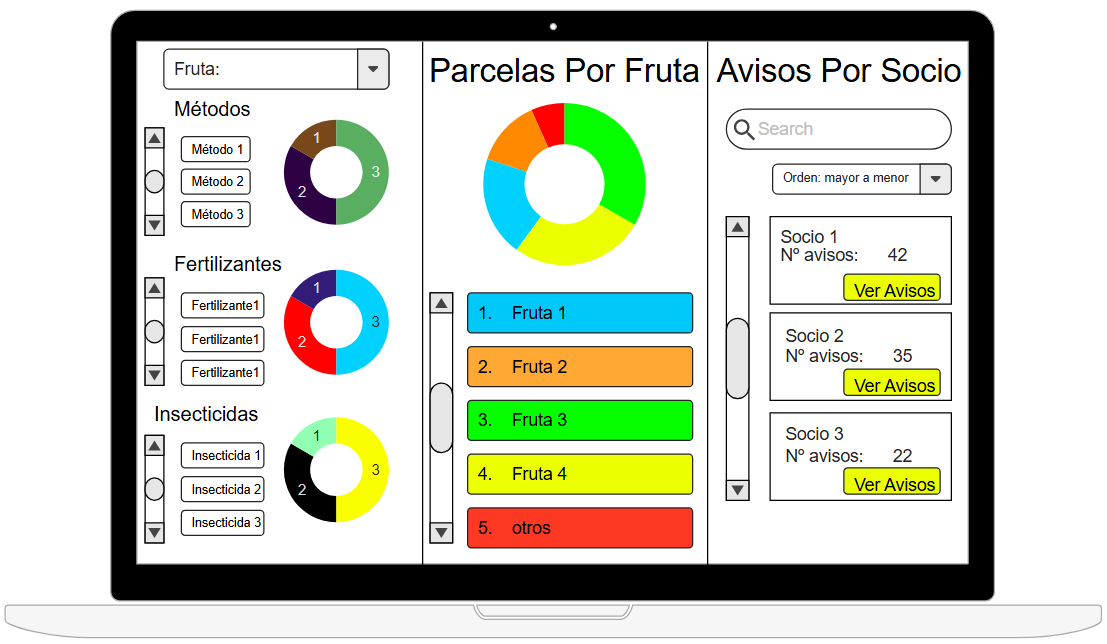 Fruta:
Métodos
Método 1
Método 2
Método 3
1
2
3
Fertilizantes
Fertilizante1
Fertilizante1
Fertilizante1
1
2
3
Insecticidas
Insecticida 1
Insecticida 2
Insecticida 3
1
2
3
Parcelas Por Fruta
1. Fruta 1
2. Fruta 2
3. Fruta 3
4. Fruta 4
5. otros
Avisos Por Socio
Search
Orden: mayor a menor
Socio 1
Nº avisos: 42
Ver Avisos
Socio 2
Nº avisos: 35
Ver Avisos
Socio 3
Nº avisos: 22
Ver Avisos